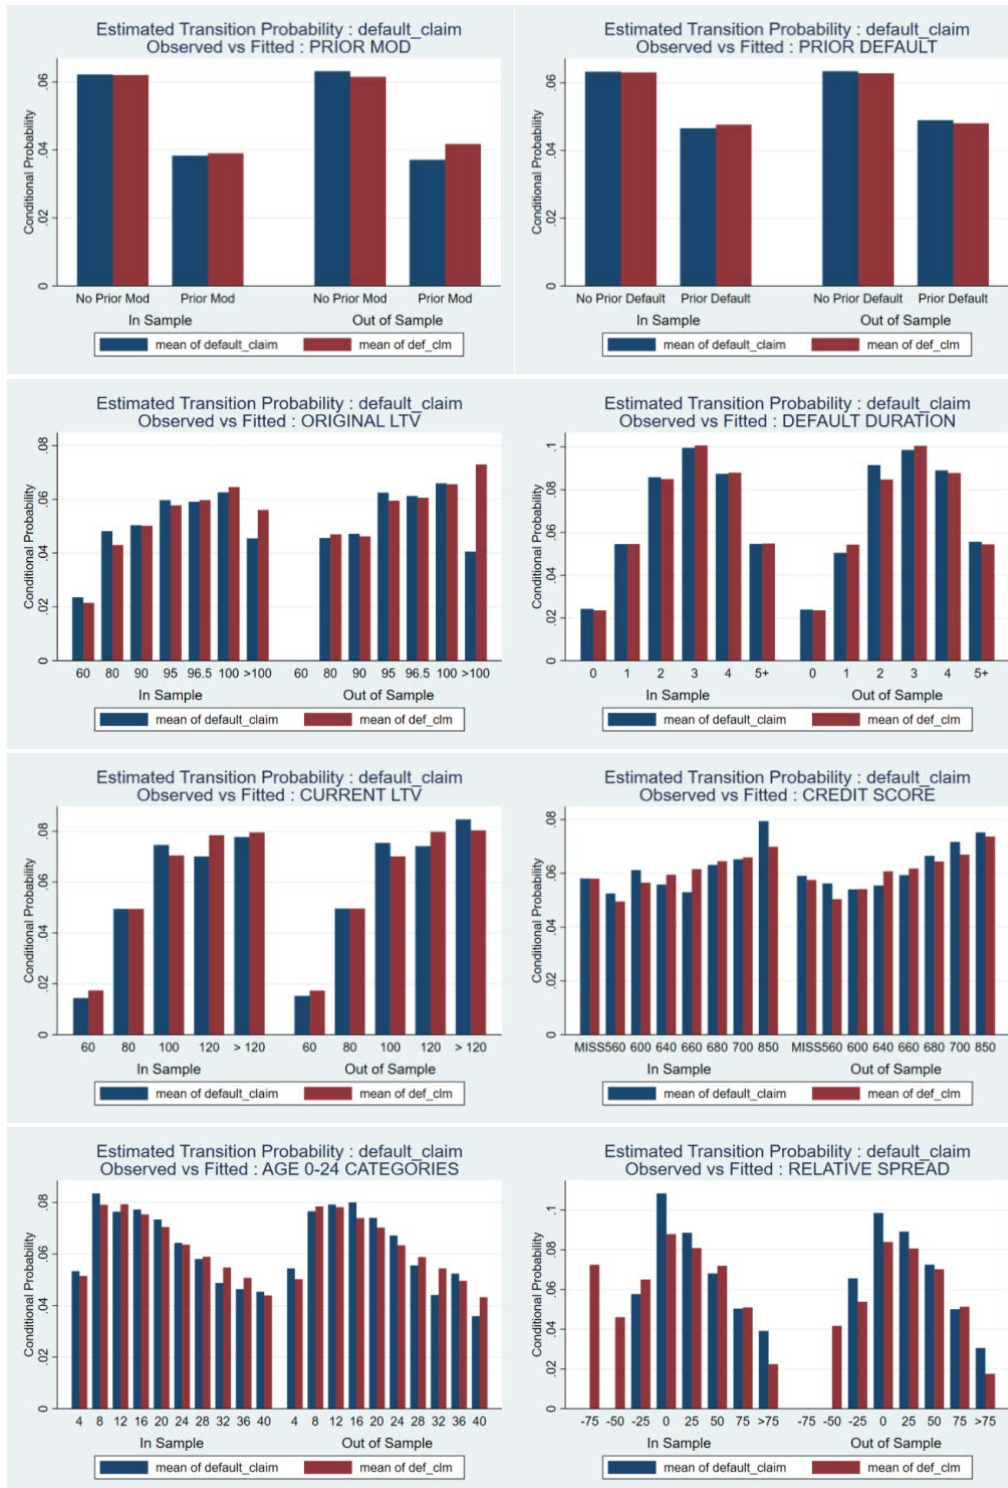 Estimated Transition Probability : default_claim
Observed vs Fitted : PRIOR MOD
Conditional Probability
0 .02 .04 .06
No Prior Mod Prior Mod No Prior Mod Prior Mod
In Sample Out of Sample
mean of default_claim mean of def_clm
Estimated Transition Probability : default_claim
Observed vs Fitted : PRIOR DEFAULT
Conditional Probability
0 .02 .04 .06
No Prior Default Prior Default No Prior Default Prior Default
In Sample Out of Sample
mean of default_claim mean of def_clm
Estimated Transition Probability : default_claim
Observed vs Fitted : ORIGINAL LTV
Conditional Probability
0 .02 .04 .06 .08
60 80 90 95 96.5 100 >100 60 80 90 95 96.5 100 >100
In Sample Out of Sample
mean of default_claim mean of def_clm
Estimated Transition Probability : default_claim
Observed vs Fitted : DEFAULT DURATION
Conditional Probability
0 .02 .04 .06 .08 .1
0 1 2 3 4 5+ 0 1 2 3 4 5+
In Sample Out of Sample
mean of default_claim mean of def_clm
Estimated Transition Probability : default_claim
Observed vs Fitted : CURRENT LTV
Conditional Probability
0 .02 .04 .06 .08
60 80 100 120 > 120 60 80 100 120 > 120
In Sample Out of Sample
mean of default_claim mean of def_clm
Estimated Transition Probability : default_claim
Observed vs Fitted : CREDIT SCORE
Conditional Probability
0 .02 .04 .06 .08
MISS560 600 640 660 680 700 850 MISS560 600 640 660 680 700 850
In Sample Out of Sample
mean of default_claim mean of def_clm
Estimated Transition Probability : default_claim
Observed vs Fitted : AGE 0-24 CATEGORIES
Conditional Probability
0 .02 .04 .06 .08
4 8 12 16 20 24 28 32 36 40 4 8 12 16 20 24 28 32 36 40
In Sample Out of Sample
mean of default_claim mean of def_clm
Estimated Transition Probability : default_claim
Observed vs Fitted : RELATIVE SPREAD
Conditional Probability
0 .02 .04 .06 .08 .1
-75 -50 -25 0 25 50 75 >75 -75 -50 -25 0 25 50 75 >75
In Sample Out of Sample
mean of default_claim mean of def_clm